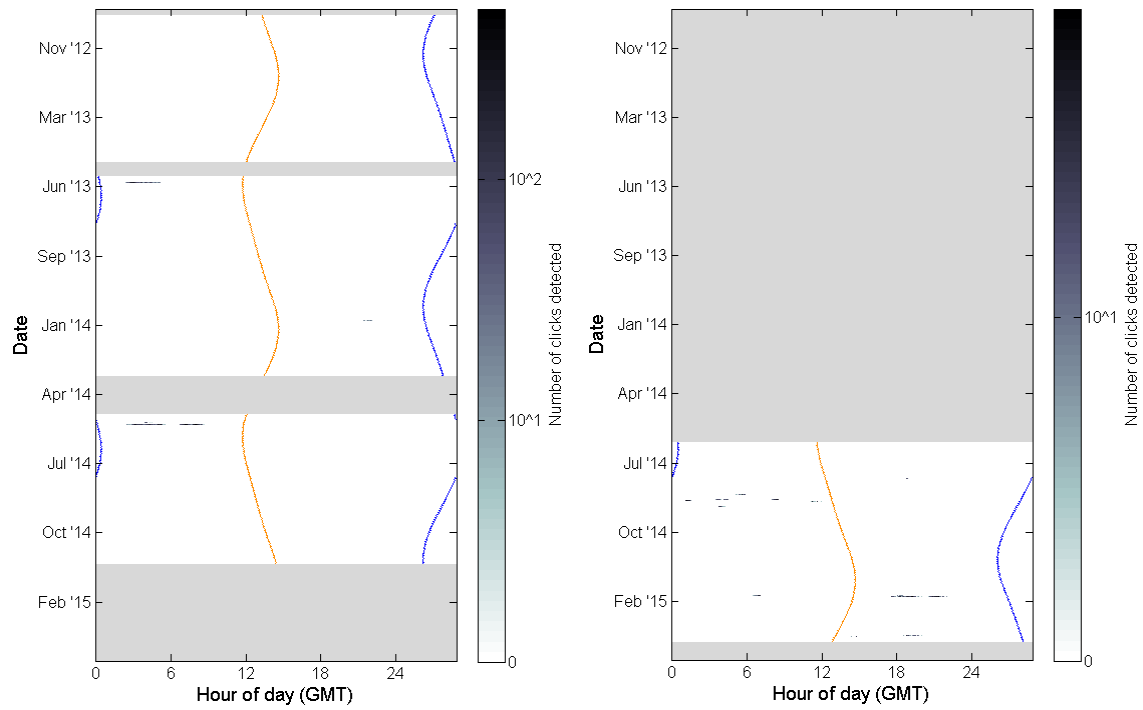 Nov '12
Mar '13
Jun '13
Sep '13
Jan '14
Apr '14
Jul '14
Oct '14
Feb '15
Date
0
6
12
18
24
Hour of day (GMT)
10^2
10^1
0
Number of clicks detected
Nov '12
Mar '13
Jun '13
Sep '13
Jan '14
Apr '14
Jul '14
Oct '14
Feb '15
Date
0
6
12
18
24
Hour of day (GMT)
10^1
0
Number of clicks detected